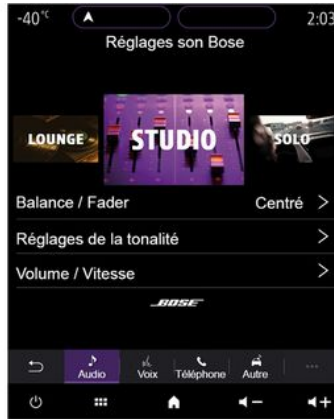 -40°C
2:03
Réglages son Bose
LOUNGE
STUDIO
SOLO
Balance / Fader Centré >
Réglages de la tonalité >
Volume / Vitesse >
BOSE
Audio Voix Téléphone Autre ...